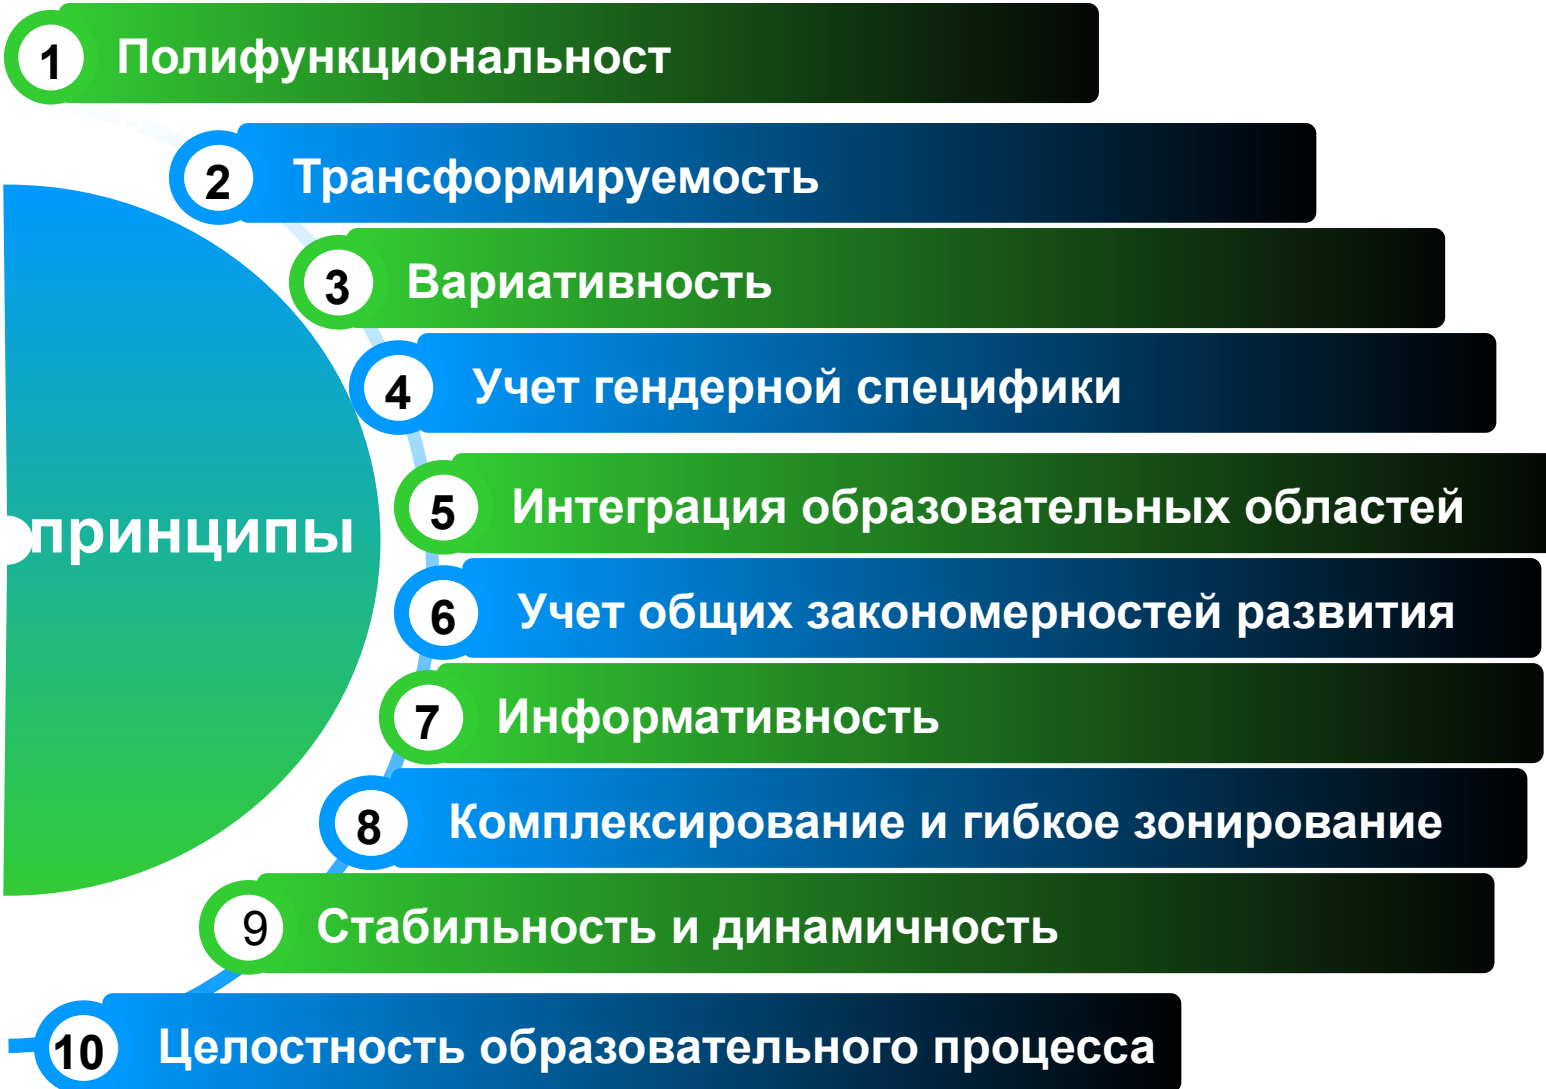 1 Полифункциональност
ь
2 Трансформируемость
3 Вариативность
4 Учет гендерной специфики
принципы
5 Интеграция образовательных областей
6 Учет общих закономерностей развития
7 Информативность
8 Комплексирование и гибкое зонирование
9 Стабильность и динамичность
10 Целостность образовательного процесса